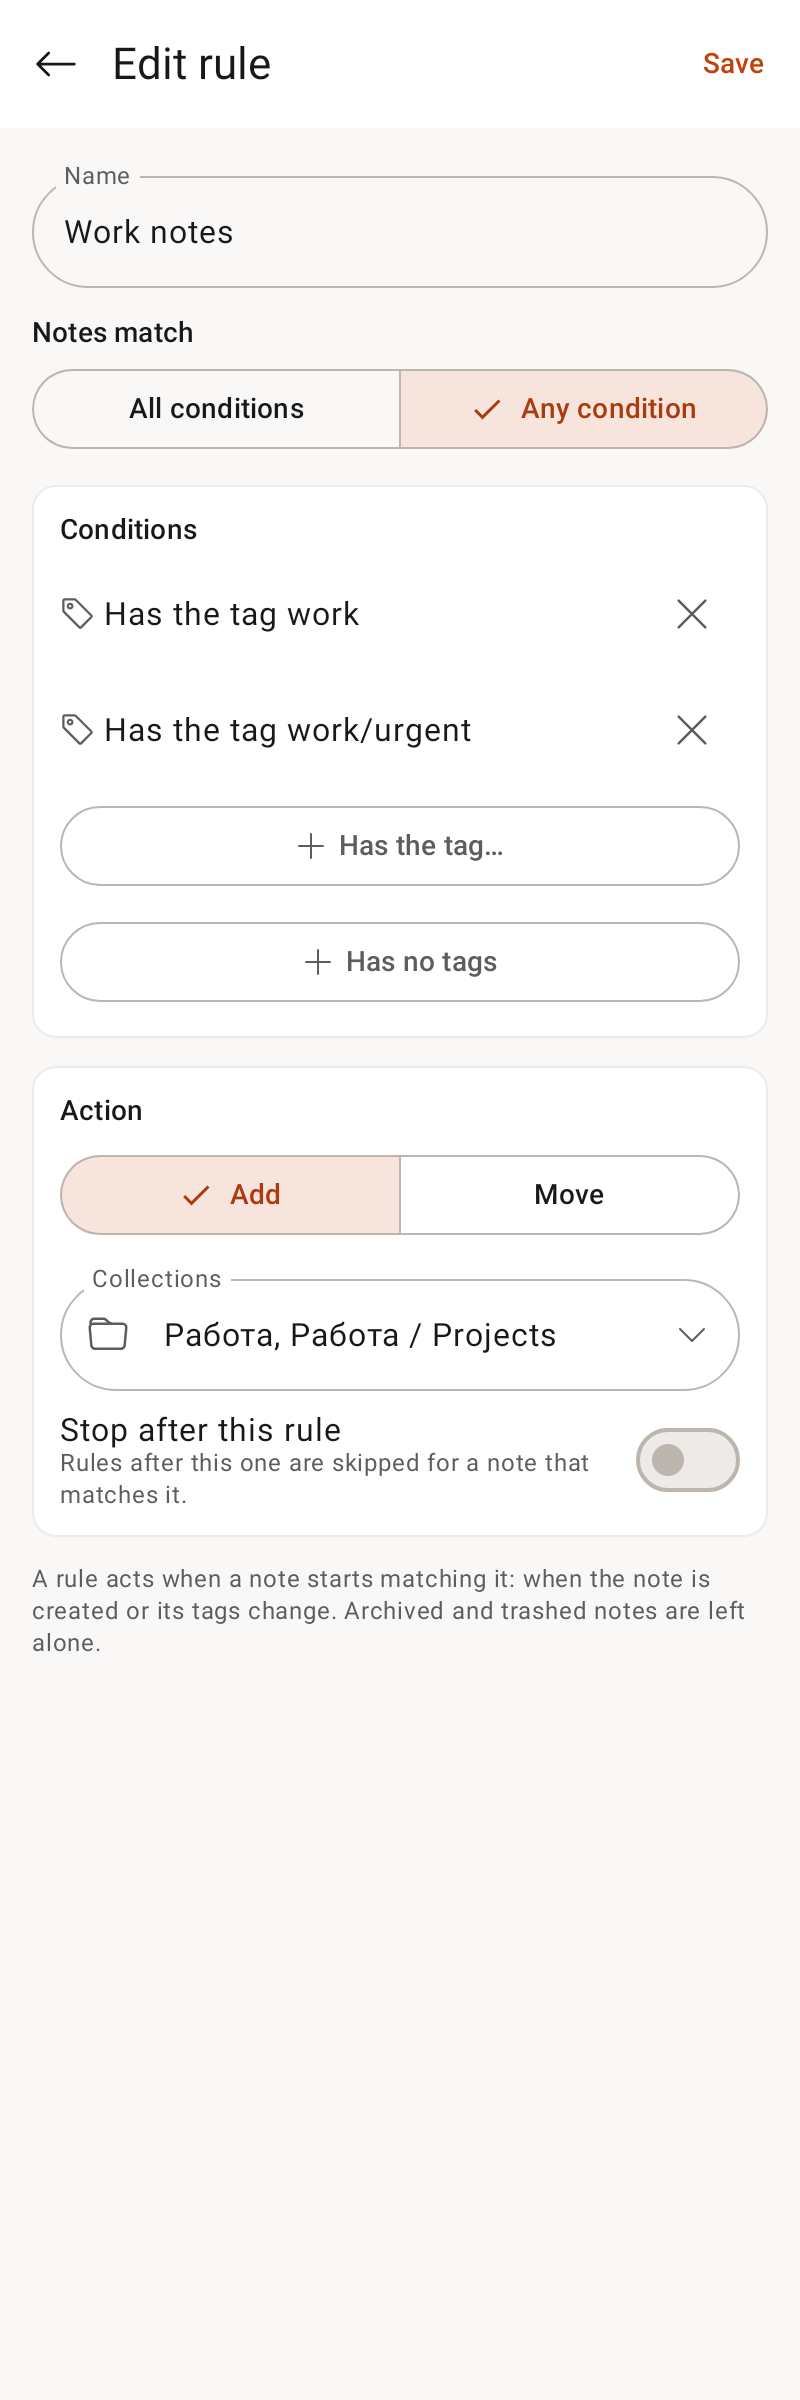 Edit rule
Save
Name
Work notes
Notes match
All conditions
Any condition
Conditions
Has the tag work
Has the tag work/urgent
Has the tag…
Has no tags
Action
Add
Move
Collections
Работа, Работа / Projects
Stop after this rule
Rules after this one are skipped for a note that
matches it.
A rule acts when a note starts matching it: when the note is
created or its tags change. Archived and trashed notes are left
alone.